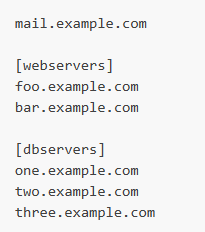 mail.example.com

[webservers]
foo.example.com
bar.example.com

[dbservers]
one.example.com
two.example.com
three.example.com